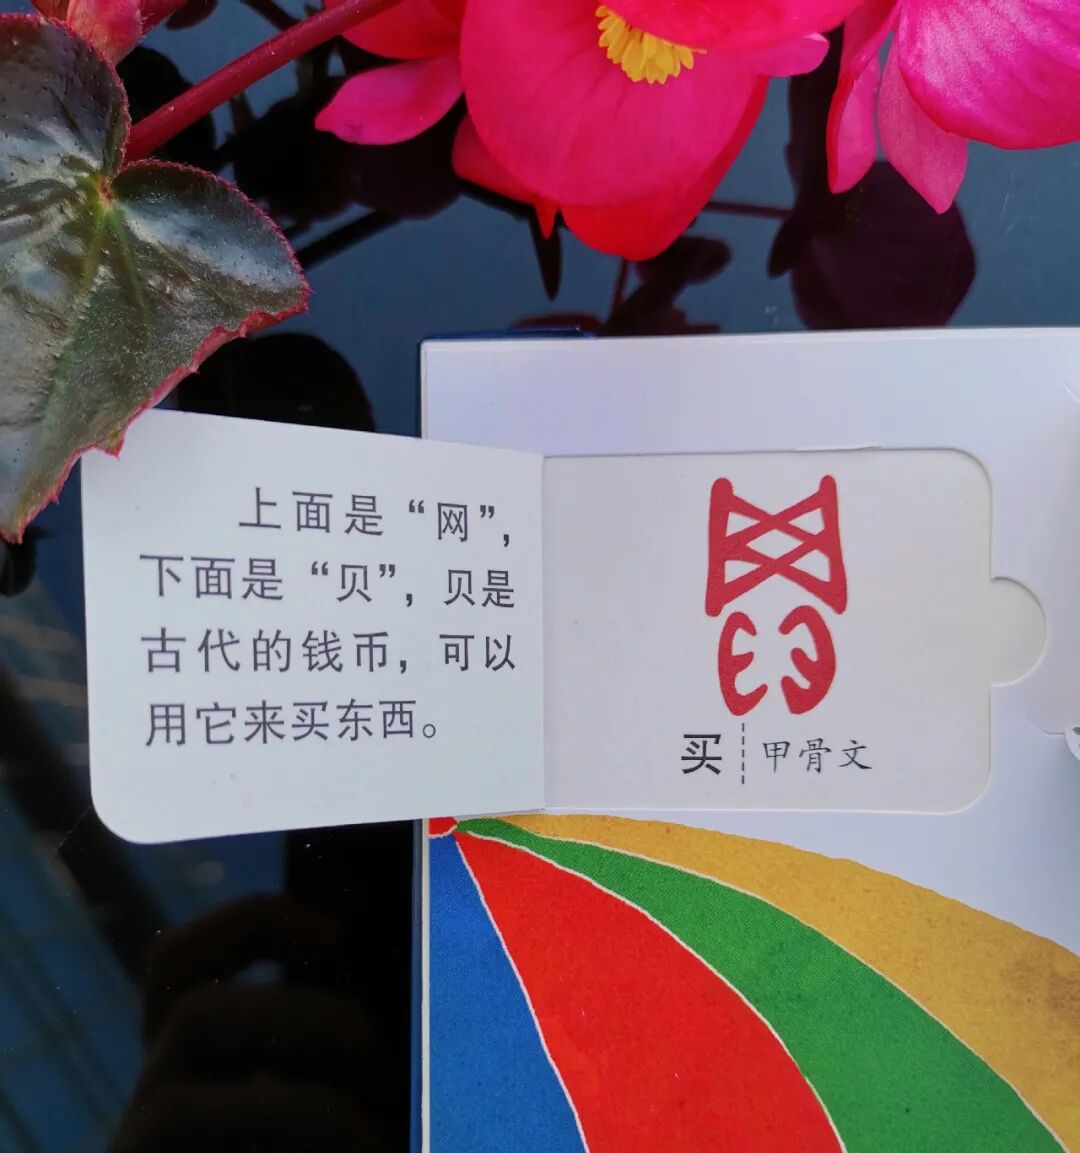 上面是“网”，
下面是“贝”，贝是
古代的钱币，可以
用它来买东西。
买 甲骨文